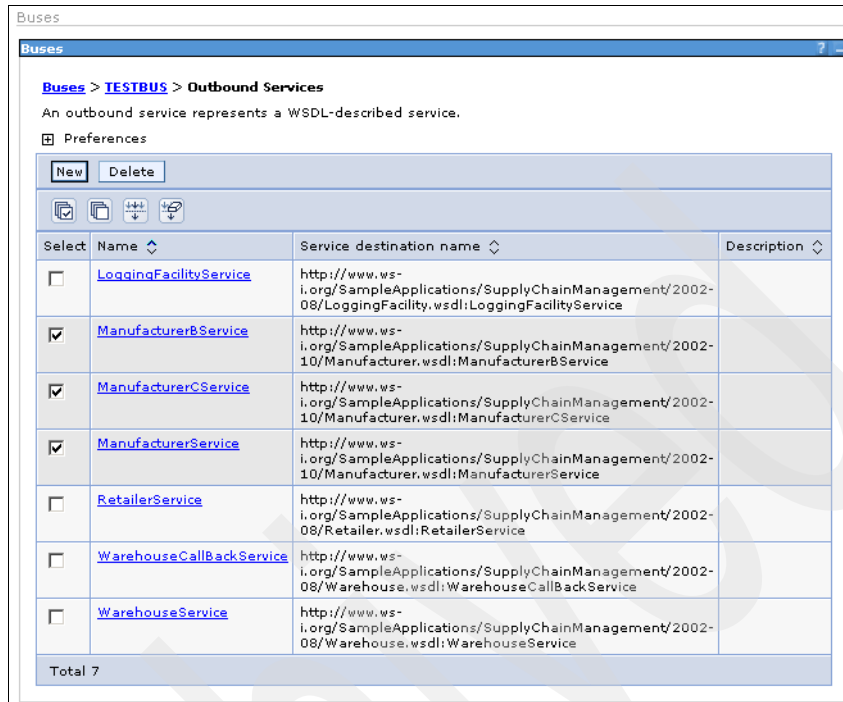 Buses
Buses ? _
Buses > TESTBUS > Outbound Services
An outbound service represents a WSDL-described service.
Preferences
New Delete
Select Name Service destination name Description
LoggingFacilityService http://www.ws-
i.org/SampleApplications/SupplyChainManagement/2002-
08/LoggingFacility.wsdl:LoggingFacilityService
ManufacturerBService http://www.ws-
i.org/SampleApplications/SupplyChainManagement/2002-
10/Manufacturer.wsdl:ManufacturerBService
ManufacturerCService http://www.ws-
i.org/SampleApplications/SupplyChainManagement/2002-
10/Manufacturer.wsdl:ManufacturerCService
ManufacturerService http://www.ws-
i.org/SampleApplications/SupplyChainManagement/2002-
10/Manufacturer.wsdl:ManufacturerService
RetailerService http://www.ws-
i.org/SampleApplications/SupplyChainManagement/2002-
08/Retailer.wsdl:RetailerService
WarehouseCallBackService http://www.ws-
i.org/SampleApplications/SupplyChainManagement/2002-
08/Warehouse.wsdl:WarehouseCallBackService
WarehouseService http://www.ws-
i.org/SampleApplications/SupplyChainManagement/2002-
08/Warehouse.wsdl:WarehouseService
Total 7